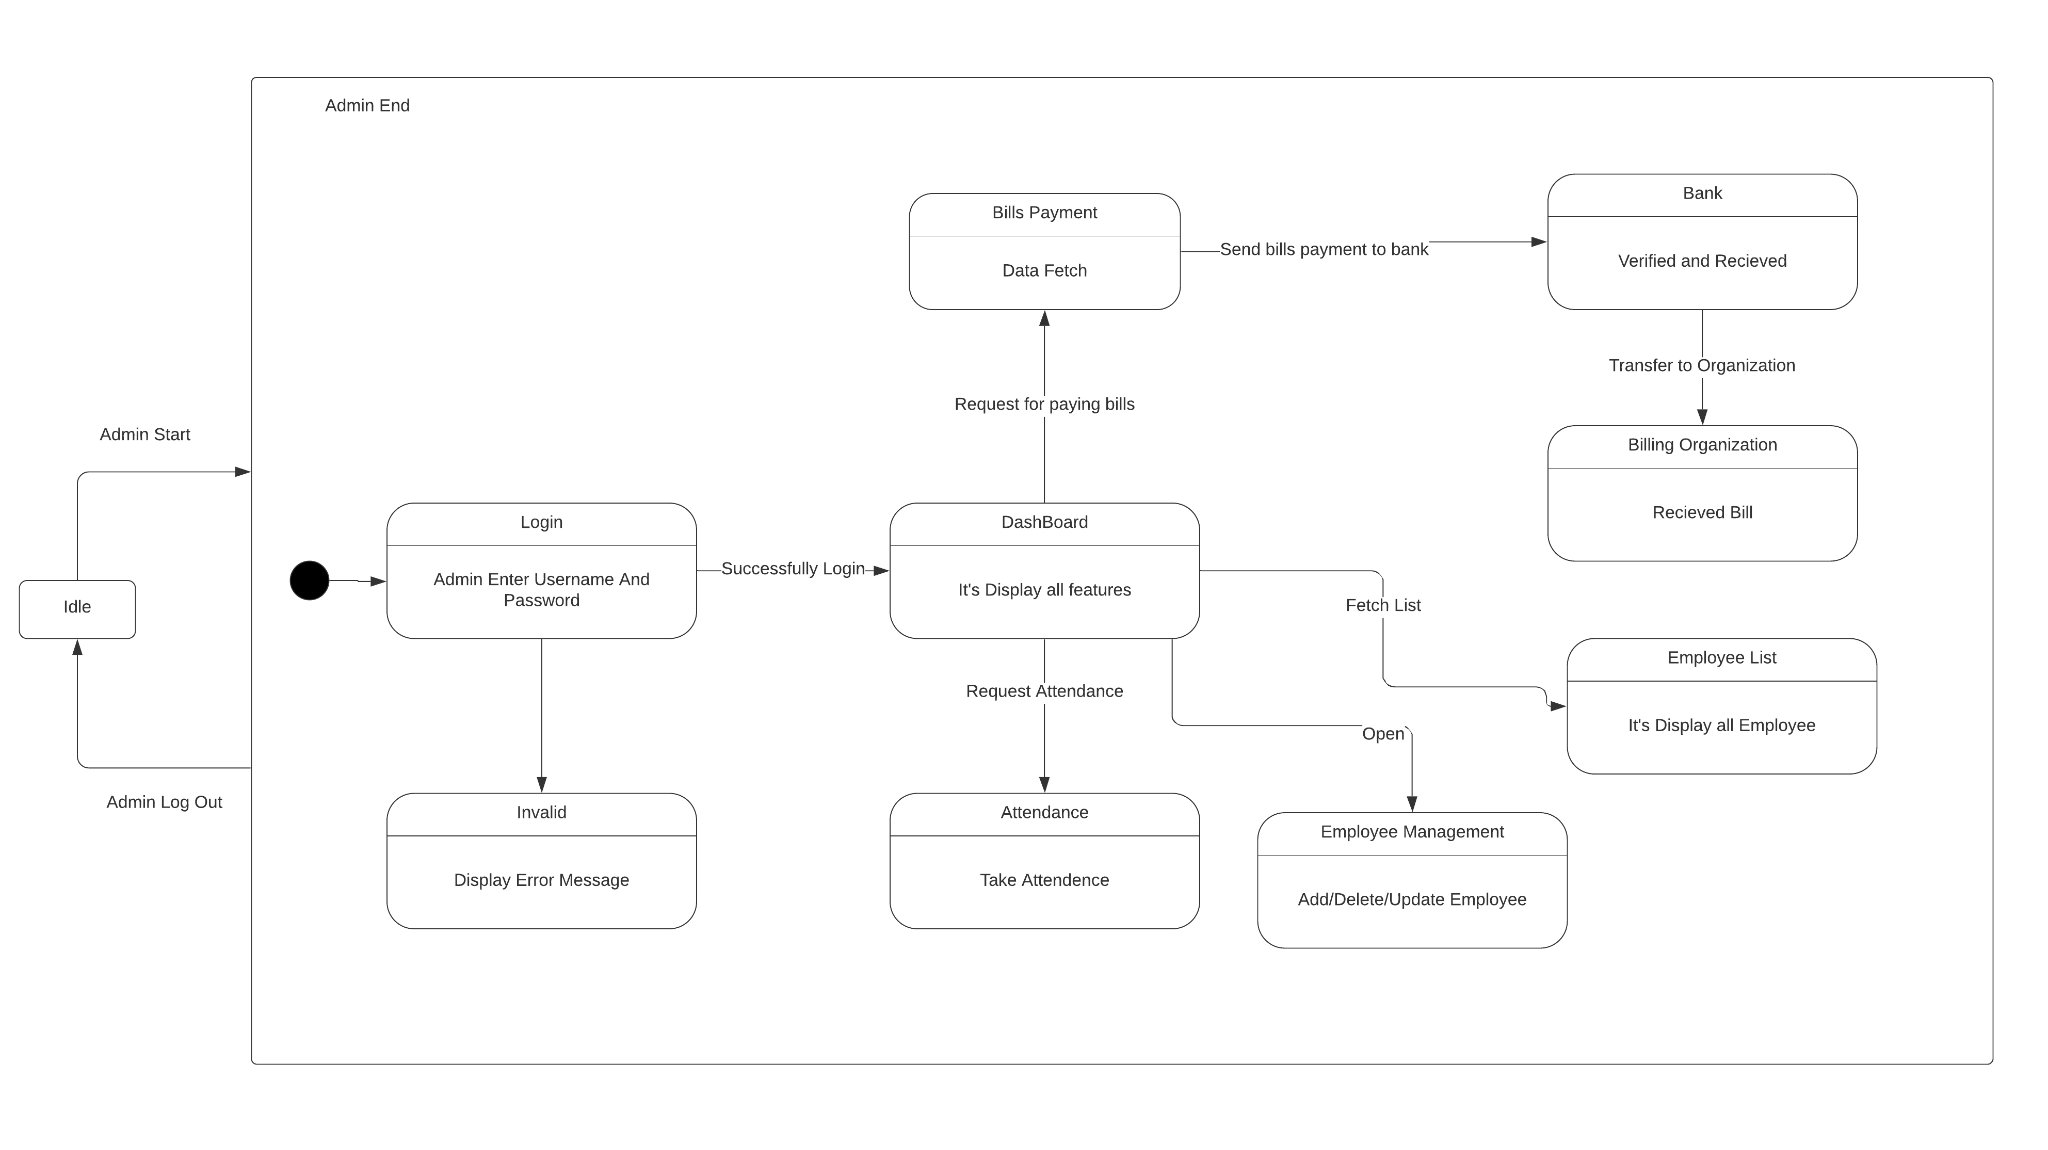 Admin End
Bank
Bills Payment
Send bills payment to bank
Verified and Recieved
Data Fetch
Transfer to Organization
Request for paying bills
Admin Start
Billing Organization
Recieved Bill
Login
DashBoard
Successfully Login
Admin Enter Username And
Password
It's Display all features
Idle
Fetch List
Employee List
Request Attendance
It's Display all Employee
Open
Admin Log Out
Invalid
Attendance
Employee Management
Display Error Message
Take Attendence
Add/Delete/Update Employee